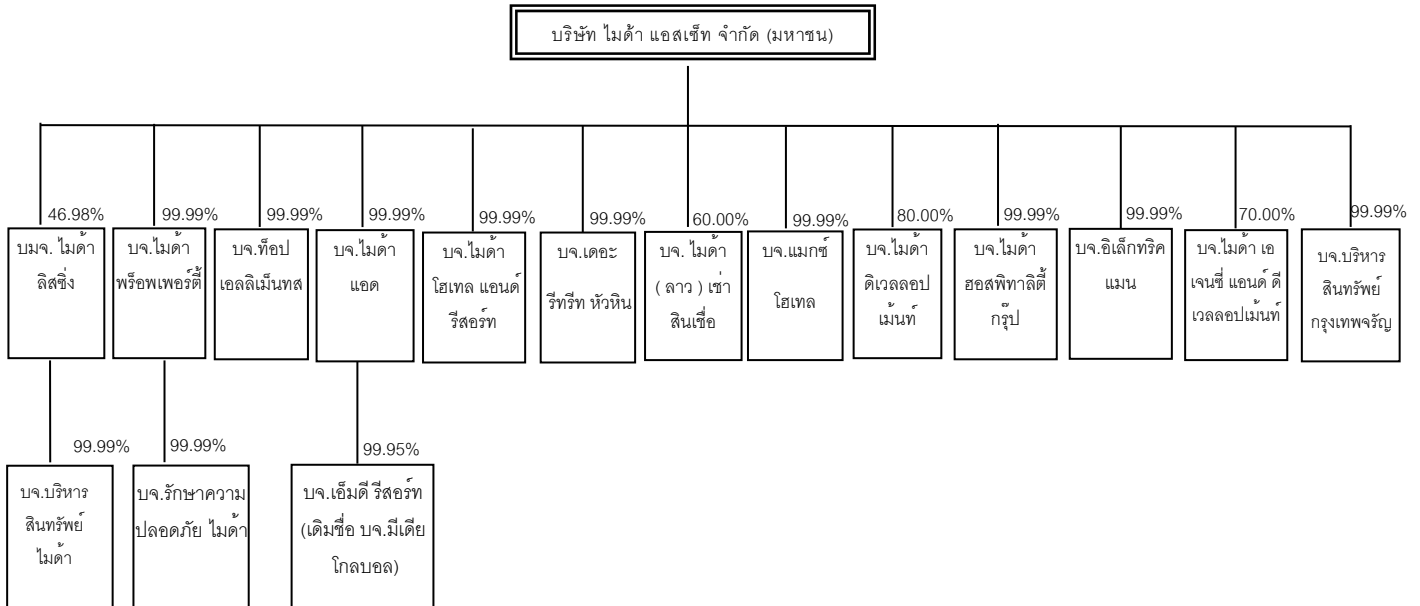 บริษัท ไมด้า แอสเซ็ท จำกัด (มหาชน)
46.98%
บมจ. ไมด้า
ลิสซิ่ง
99.99%
บจ.ไมด้า
พร็อพเพอร์ตี้
99.99%
บจ.ท็อป
เอลลิเม็นทส
99.99%
บจ.ไมด้า
แอด
99.99%
บจ.ไมด้า
โฮเทล แอนด์
รีสอร์ท
99.99%
บจ.เดอะ
รีทรีท หัวหิน
60.00%
บจ. ไมด้า
( ลาว ) เช่า
สินเชื่อ
99.99%
บจ.แมกซ์
โฮเทล
80.00%
บจ.ไมด้า
ดิเวลลอป
เม้นท์
99.99%
บจ.ไมด้า
ฮอสพิทาลิตี้
กรุ๊ป
99.99%
บจ.อิเล็กทริค
แมน
70.00%
บจ.ไมด้า เอ
เจนซี่ แอนด์ ดี
เวลลอปเม้นท์
99.99%
บจ.บริหาร
สินทรัพย์
กรุงเทพจรัญ
99.99%
บจ.บริหาร
สินทรัพย์
ไมด้า
99.99%
บจ.รักษาความ
ปลอดภัย ไมด้า
99.95%
บจ.เอ็มดี รีสอร์ท
(เดิมชื่อ บจ.มีเดีย
โกลบอล)